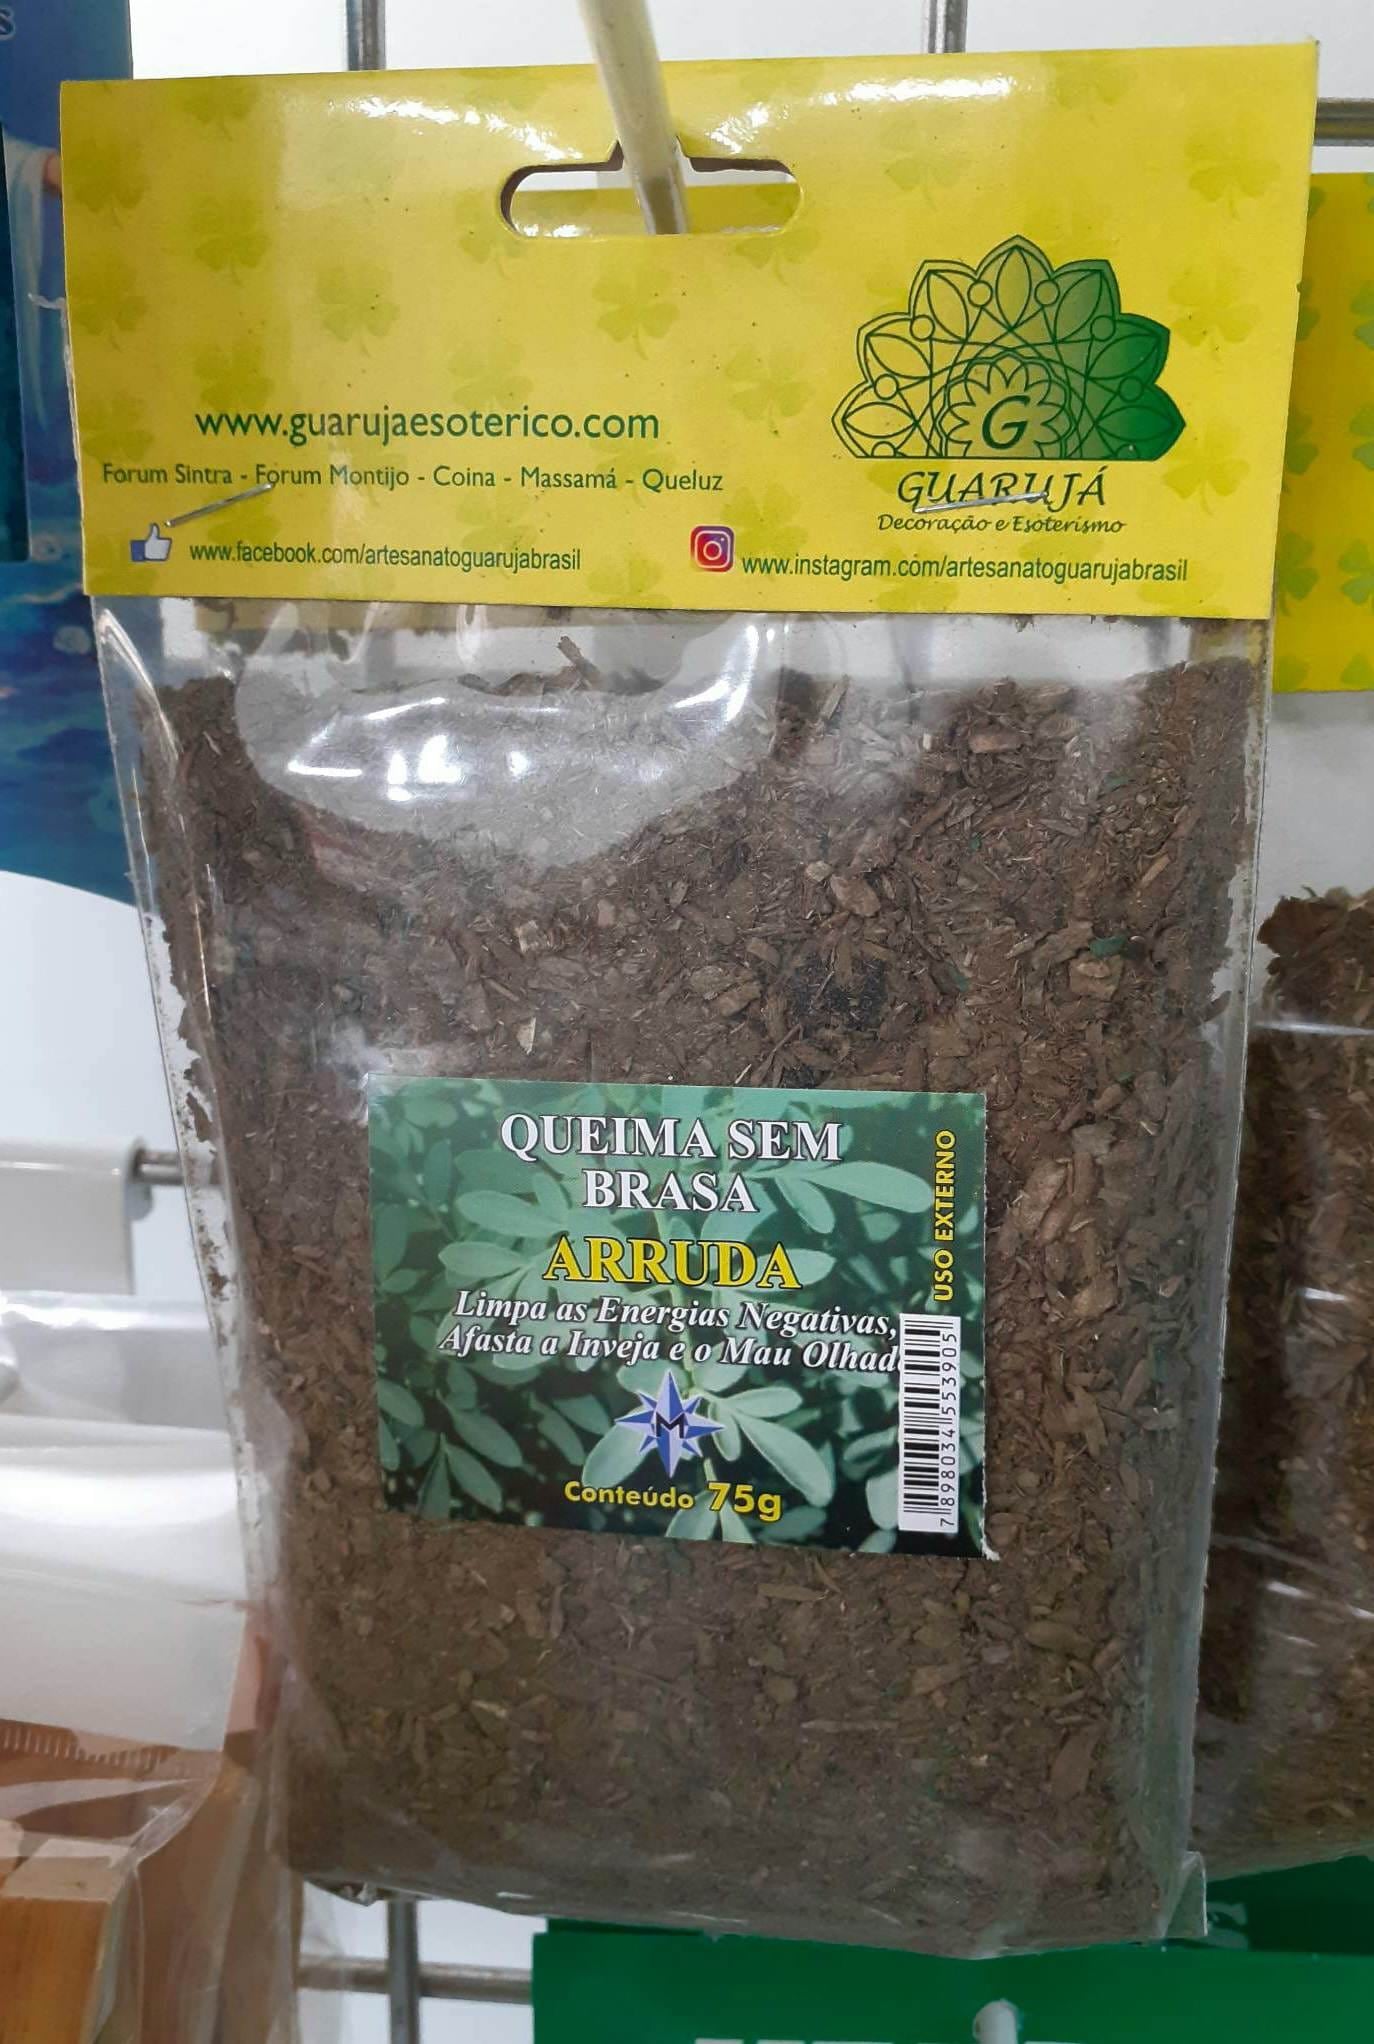 www.guarujaesoterico.com
Forum Sintra - Forum Montijo - Coina - Massamá - Queluz
www.facebook.com/artesanatoguarujabrasil
G
GUARUJÁ
Decoração e Esoterismo
www.instagram.com/artesanatoguarujabrasil
QUEIMA SEM
BRASA
ARRUDA
Limpa as Energias Negativas,
Afasta a Inveja e o Mau Olhad
M
Conteúdo 75g
USO EXTERNO
7898034553905